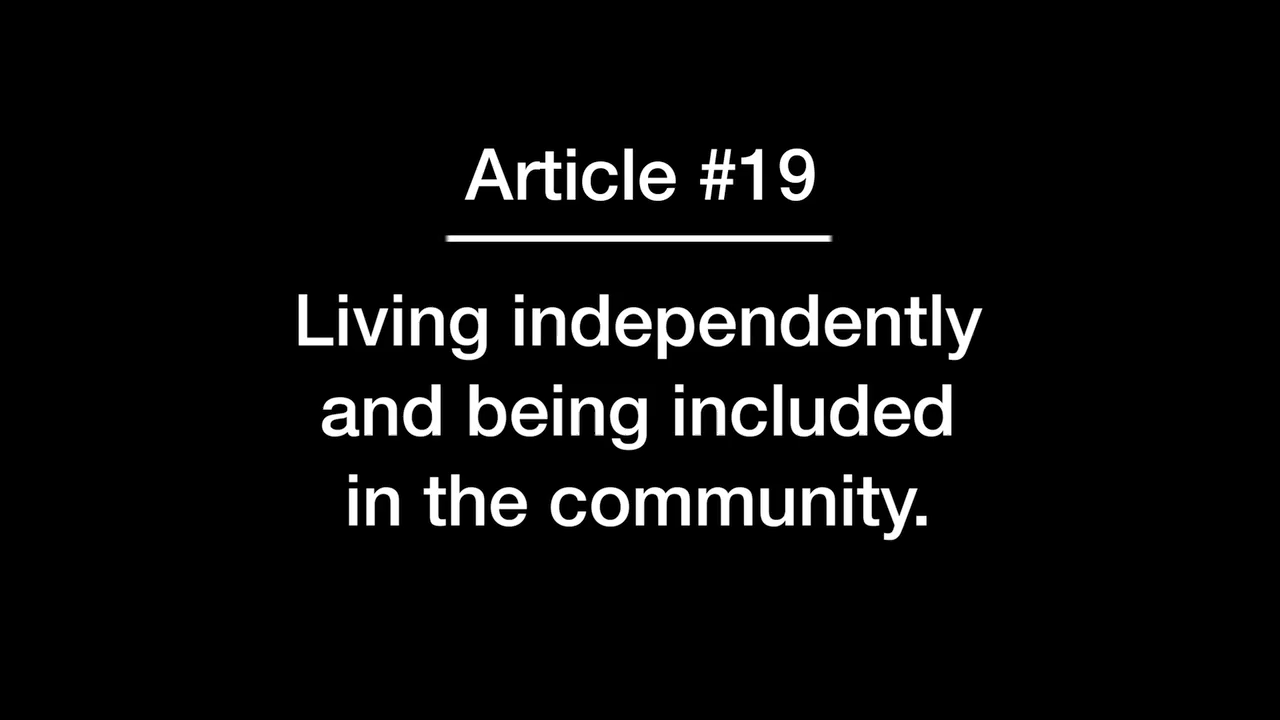 Article #19
Living independently
and being included
in the community.